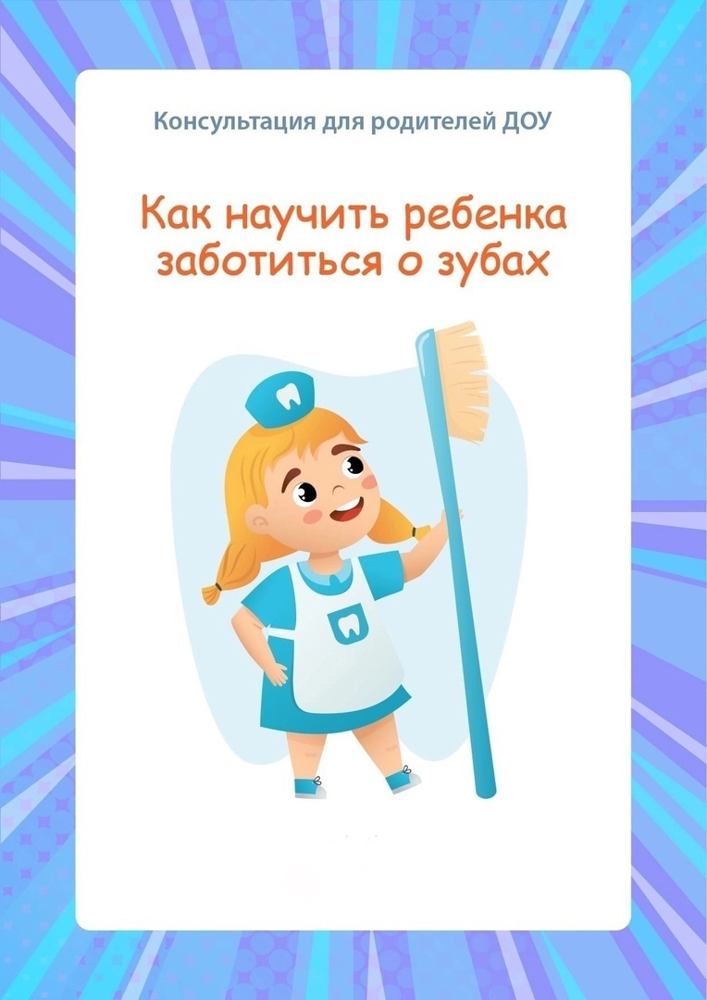 Консультация для родителей ДОУ
Как научить ребенка
заботиться о зубах